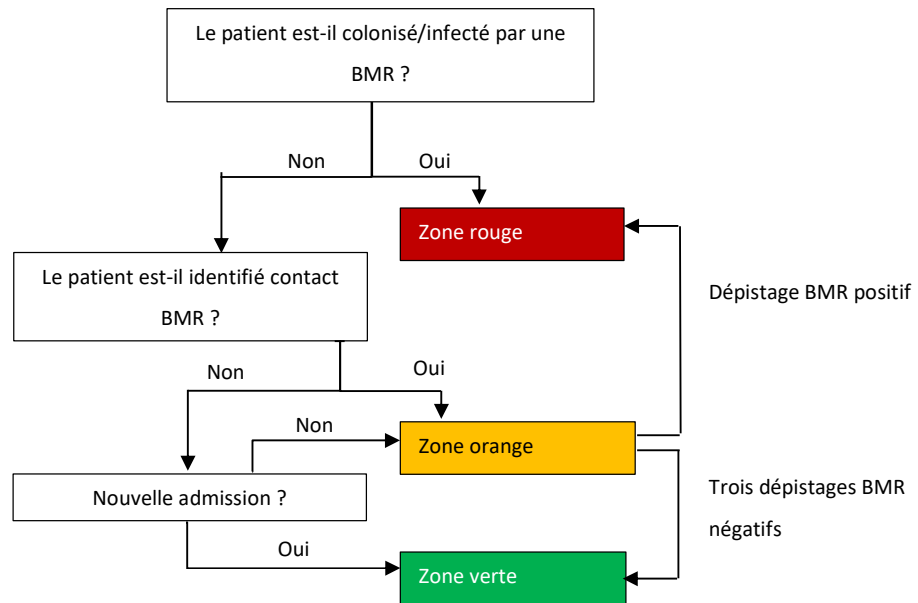 Le patient est-il colonisé/infecté par une
BMR ?
Non
Oui
Zone rouge
Le patient est-il identifié contact
BMR ?
Dépistage BMR positif
Non
Oui
Non
Zone orange
Nouvelle admission ?
Trois dépistages BMR
négatifs
Oui
Zone verte